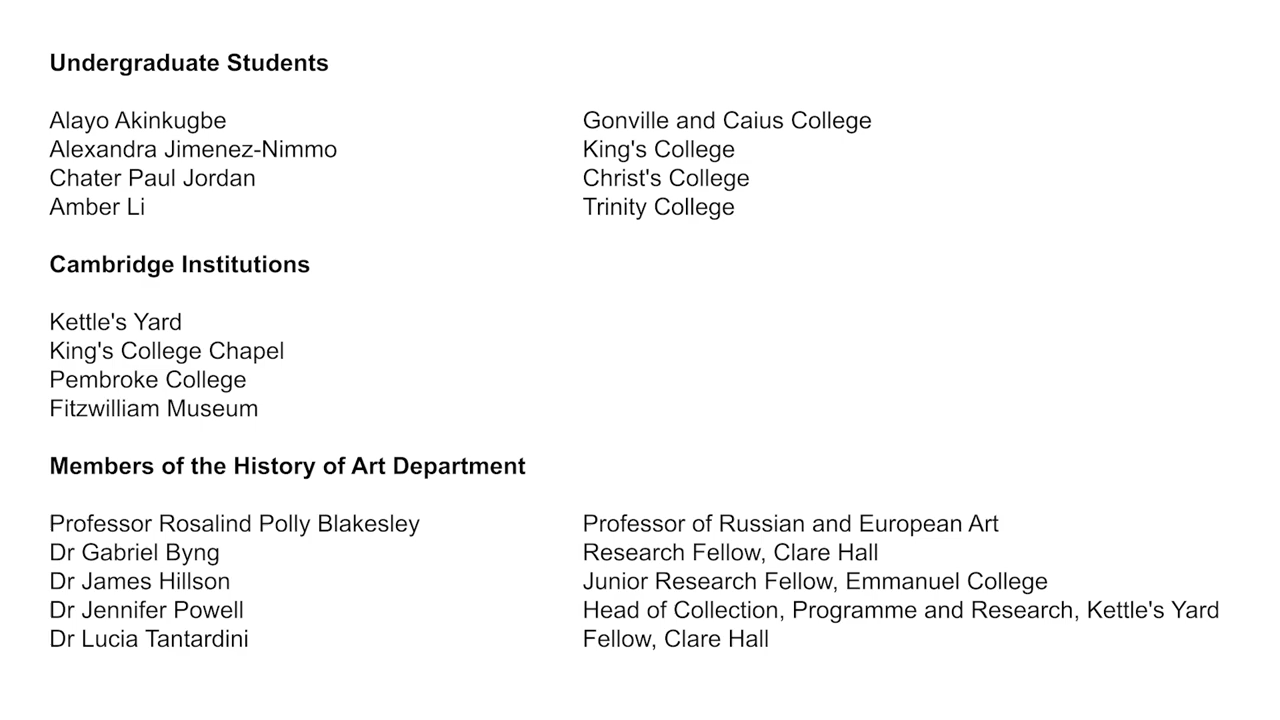 Undergraduate Students
Alayo Akinkugbe Gonville and Caius College
Alexandra Jimenez-Nimmo King's College
Chater Paul Jordan Christ's College
Amber Li Trinity College
Cambridge Institutions
Kettle's Yard
King's College Chapel
Pembroke College
Fitzwilliam Museum
Members of the History of Art Department
Professor Rosalind Polly Blakesley Professor of Russian and European Art
Dr Gabriel Byng Research Fellow, Clare Hall
Dr James Hillson Junior Research Fellow, Emmanuel College
Dr Jennifer Powell Head of Collection, Programme and Research, Kettle's Yard
Dr Lucia Tantardini Fellow, Clare Hall